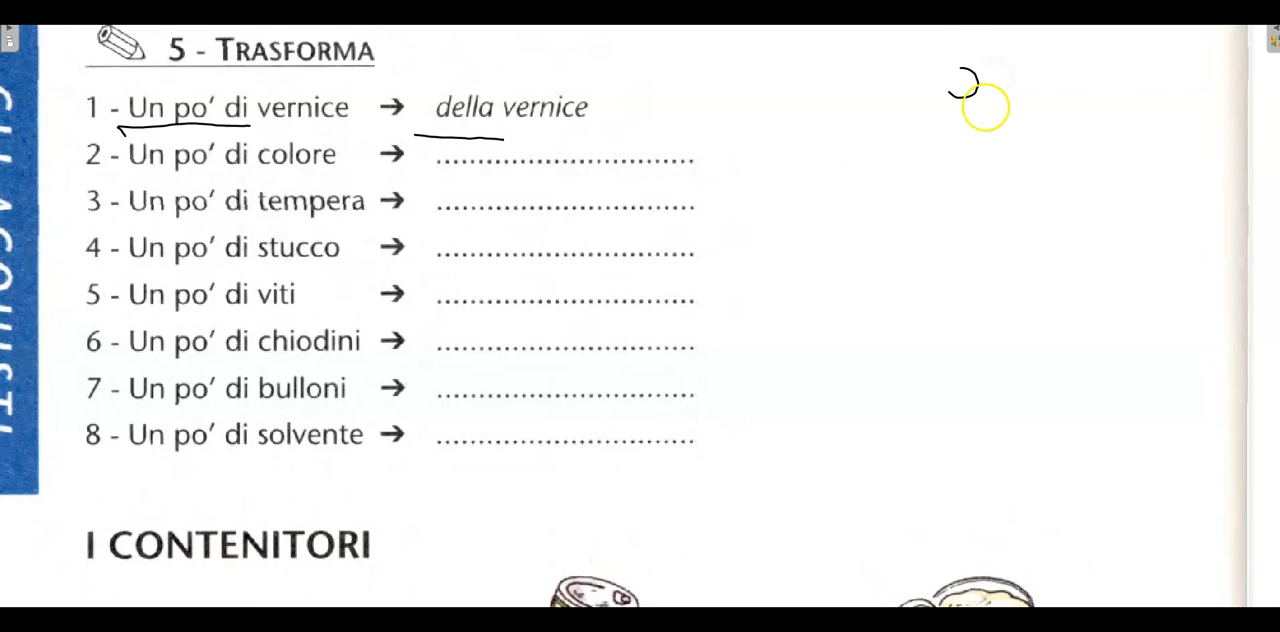 5 - TRASFORMA
1 - Un po' di vernice → della vernice
2 - Un po' di colore → ..............................
3 - Un po' di tempera → ..............................
4 - Un po' di stucco → ..............................
5 - Un po' di viti → ..............................
6 - Un po' di chiodini → ..............................
7 - Un po' di bulloni → ..............................
8 - Un po' di solvente → ..............................
I CONTENITORI